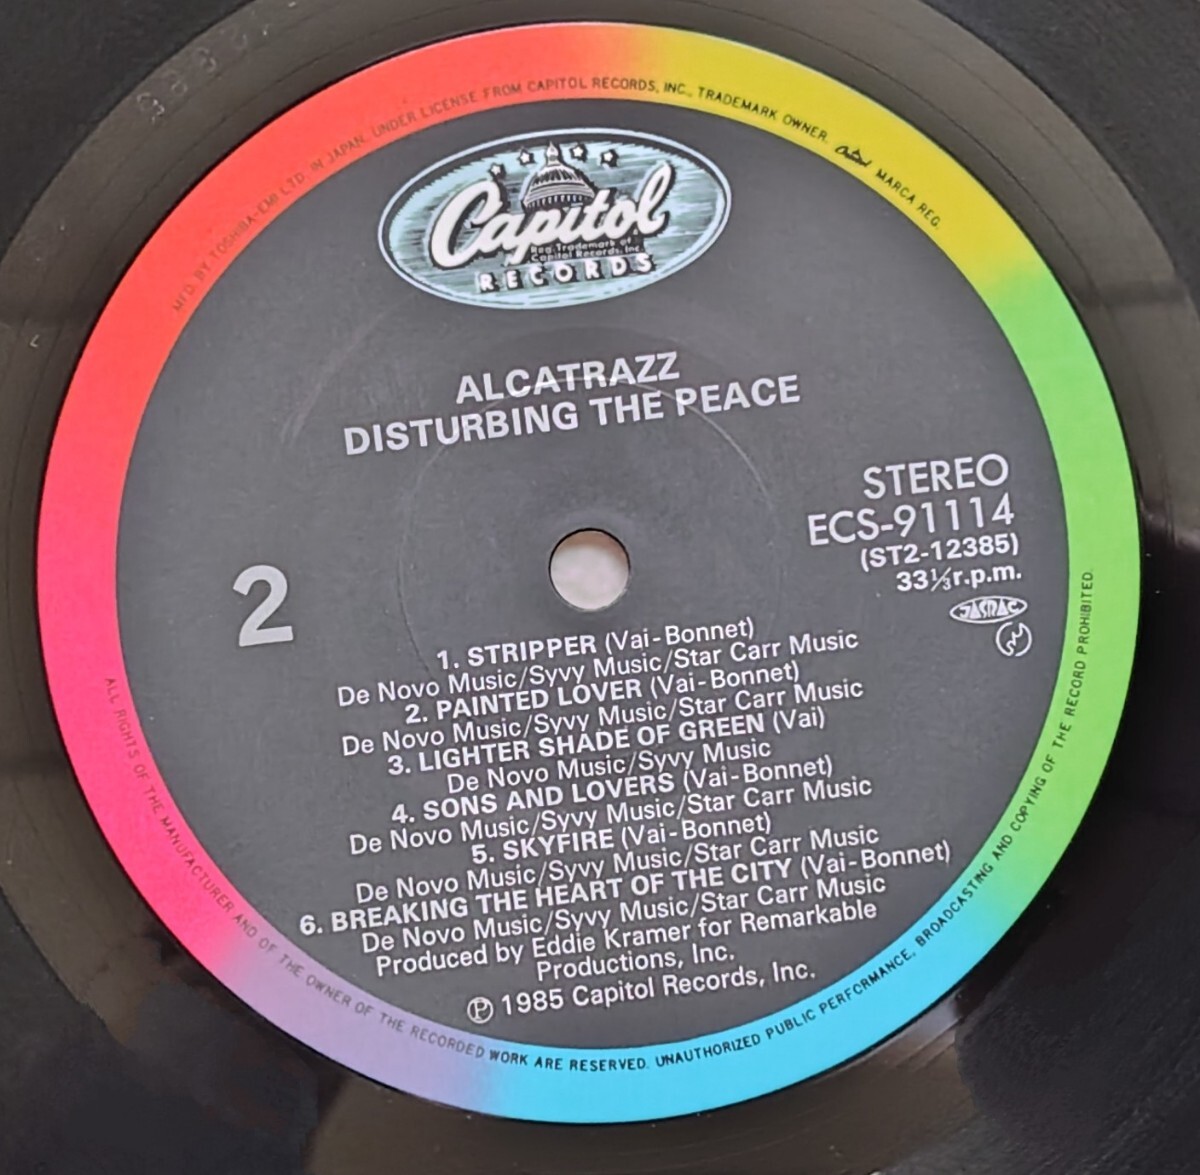 MF'D BY TOSHIBA-EMI LTD. IN JAPAN. UNDER LICENSE FROM CAPITOL RECORDS, INC., TRADEMARK OWNER. Capitol MARCA REG.
Capitol
Reg. Trademark of
Capitol Records, Inc.
RECORDS
ALCATRAZZ
DISTURBING THE PEACE
STEREO
ECS-91114
(ST2-12385)
33⅓r.p.m.
JASRAC
2
1. STRIPPER (Vai-Bonnet)
De Novo Music/Syvy Music/Star Carr Music
2. PAINTED LOVER (Vai-Bonnet)
De Novo Music/Syvy Music/Star Carr Music
3. LIGHTER SHADE OF GREEN (Vai)
De Novo Music/Syvy Music
4. SONS AND LOVERS (Vai-Bonnet)
De Novo Music/Syvy Music/Star Carr Music
5. SKYFIRE (Vai-Bonnet)
De Novo Music/Syvy Music/Star Carr Music
6. BREAKING THE HEART OF THE CITY (Vai-Bonnet)
De Novo Music/Syvy Music/Star Carr Music
Produced by Eddie Kramer for Remarkable
Productions, Inc.
Ⓟ 1985 Capitol Records, Inc.
ALL RIGHTS OF THE MANUFACTURER AND OF THE OWNER OF THE RECORDED WORK ARE RESERVED. UNAUTHORIZED PUBLIC PERFORMANCE, BROADCASTING AND COPYING OF THE RECORD PROHIBITED.